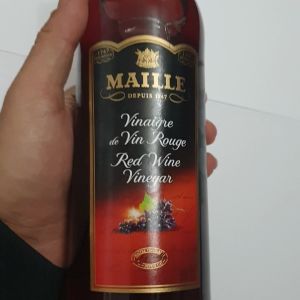 MAILLE
DEPUIS 1747
Vinaigre
de Vin Rouge
Red Wine
Vinegar